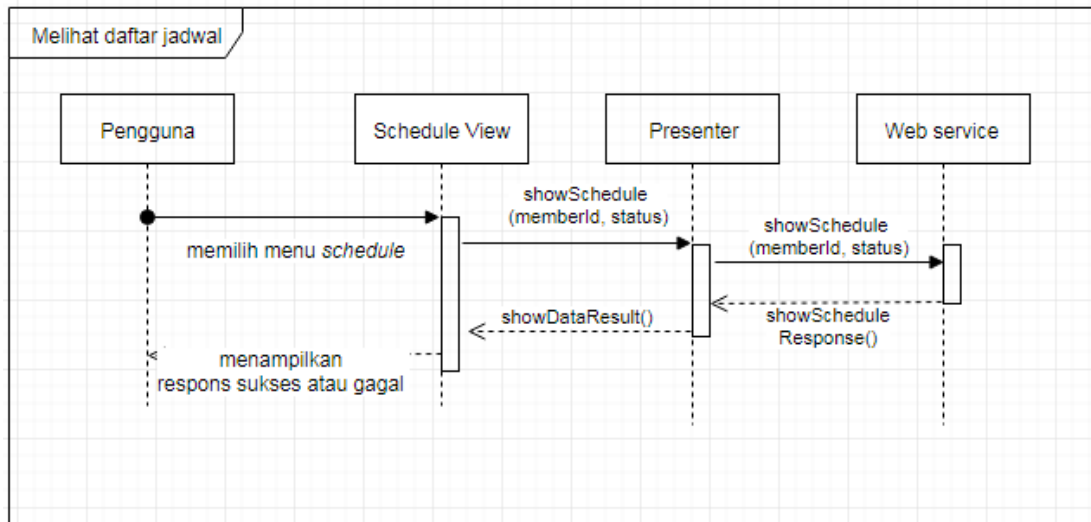 Melihat daftar jadwal
Pengguna
Schedule View
Presenter
Web service
showSchedule
(memberId, status)
showSchedule
(memberId, status)
memilih menu schedule
showDataResult()
showSchedule
Response()
menampilkan
respons sukses atau gagal